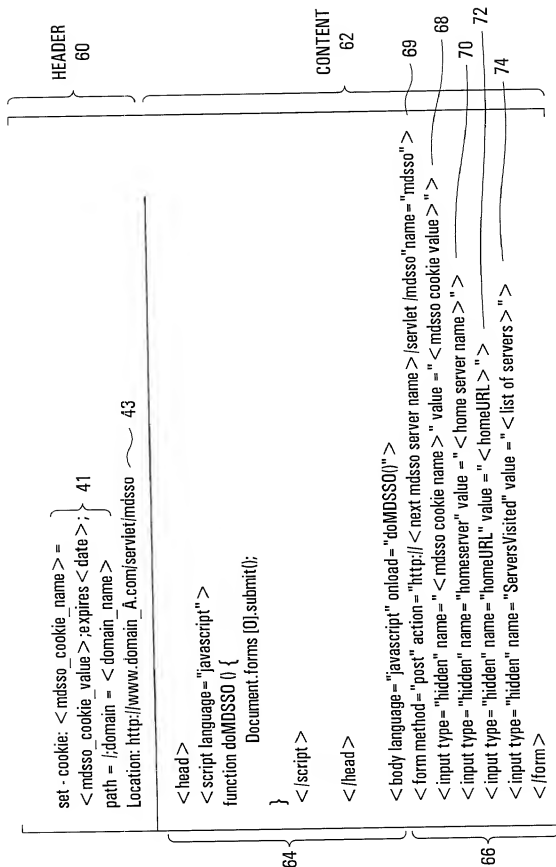 HEADER
60
set - cookie: < mdsso_cookie_name > =
< mdsso_cookie_value > ;expires < date > ; 41
path = /;domain = < domain_name >
Location: http://www.domain_A.com/servlet/mdsso 43
CONTENT
62
64
< head >
< script language = "javascript" >
function doMDSSO () {
Document.forms [0].submit();
}
< /script >
< /head >
66
< body language = "javascript" onload = "doMDSSO()" >
< form method = "post" action = "http:// < next mdsso server name > /servlet /mdsso"name = "mdsso" > 69
< input type = "hidden" name = "< mdsso cookie name > " value = "< mdsso cookie value > " > 68
< input type = "hidden" name = "homeserver" value = "< home server name > " > 70
< input type = "hidden" name = "homeURL" value = "< homeURL > " > 72
< input type = "hidden" name = "ServersVisited" value = "< list of servers > " > 74
< /form >